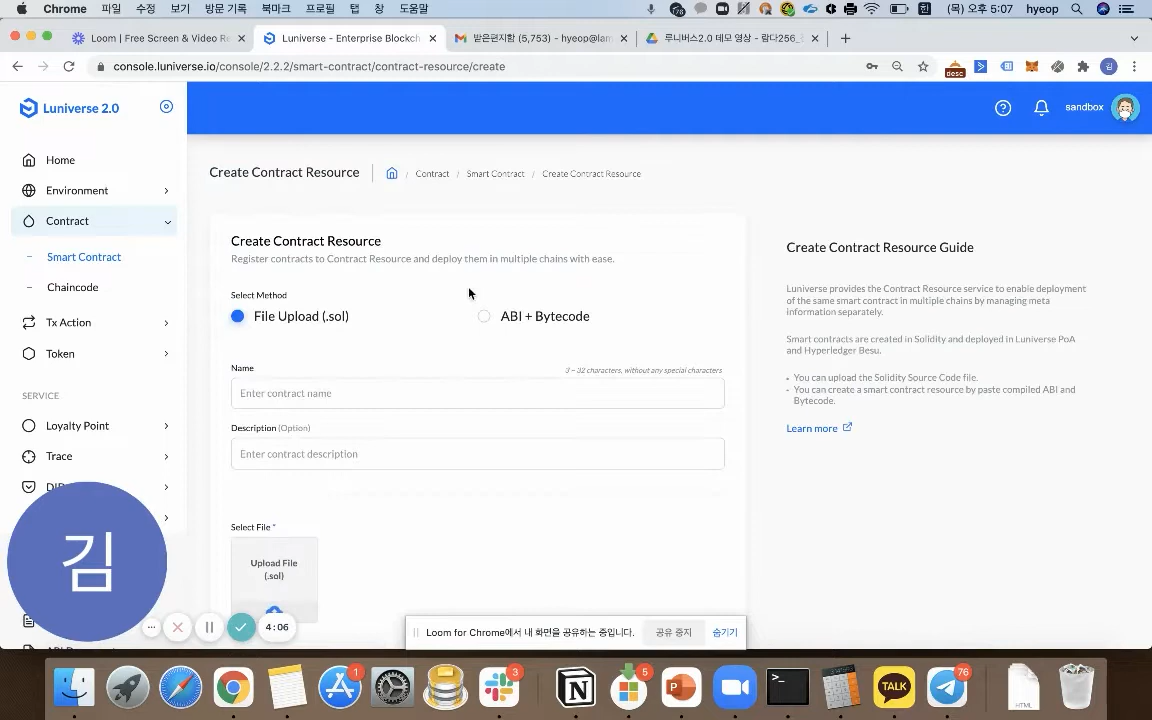 Chrome 파일 수정 보기 방문 기록 북마크 프로필 탭 창 도움말
76
한 (목) 오후 5:07 hyeop
Loom | Free Screen & Video Re
Luniverse - Enterprise Blockch
받은편지함 (5,753) - hyeop@lam
루니버스2.0 데모 영상 - 람다256_
console.luniverse.io/console/2.2.2/smart-contract/contract-resource/create
desc
김
Luniverse 2.0
sandbox
Home
Environment
Contract
Smart Contract
Chaincode
Tx Action
Token
SERVICE
Loyalty Point
Trace
김
4:06
Create Contract Resource
/ Contract / Smart Contract / Create Contract Resource
Create Contract Resource
Register contracts to Contract Resource and deploy them in multiple chains with ease.
Select Method
File Upload (.sol)
ABI + Bytecode
Name
3 ~ 32 characters, without any special characters
Enter contract name
Description (Option)
Enter contract description
Select File *
Upload File
(.sol)
Create Contract Resource Guide
Luniverse provides the Contract Resource service to enable deployment
of the same smart contract in multiple chains by managing meta
information separately.
Smart contracts are created in Solidity and deployed in Luniverse PoA
and Hyperledger Besu.
- You can upload the Solidity Source Code file.
- You can create a smart contract resource by paste compiled ABI and
Bytecode.
Learn more
Loom for Chrome에서 내 화면을 공유하는 중입니다.
공유 중지
숨기기
1
3
5
TALK
76
HTML